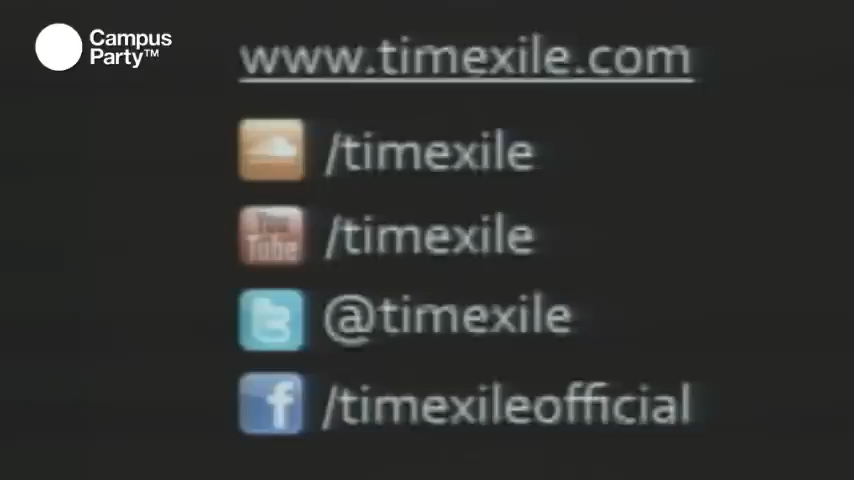 Campus
Party™
www.timexile.com
/timexile
You
Tube
/timexile
@timexile
/timexileofficial